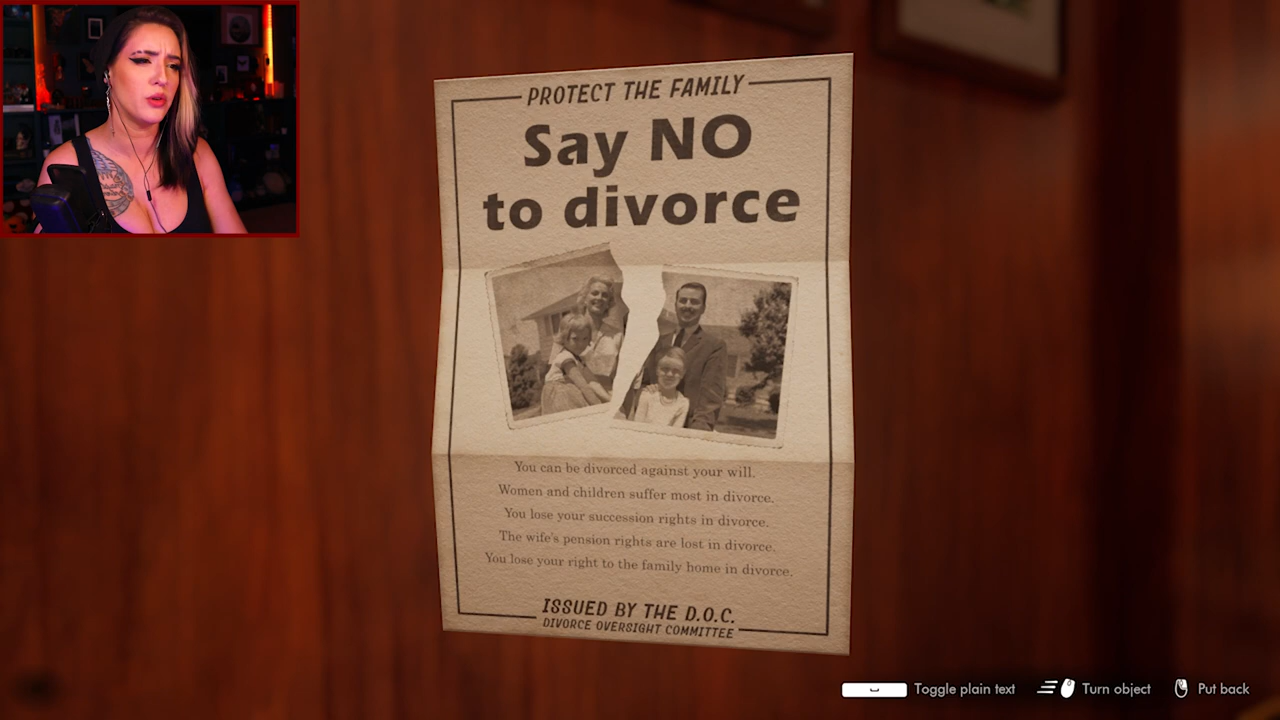 PROTECT THE FAMILY
Say NO
to divorce
You can be divorced against your will.
Women and children suffer most in divorce.
You lose your succession rights in divorce.
The wife's pension rights are lost in divorce.
You lose your right to the family home in divorce.
ISSUED BY THE D.O.C.
DIVORCE OVERSIGHT COMMITTEE
Toggle plain text
Turn object
Put back